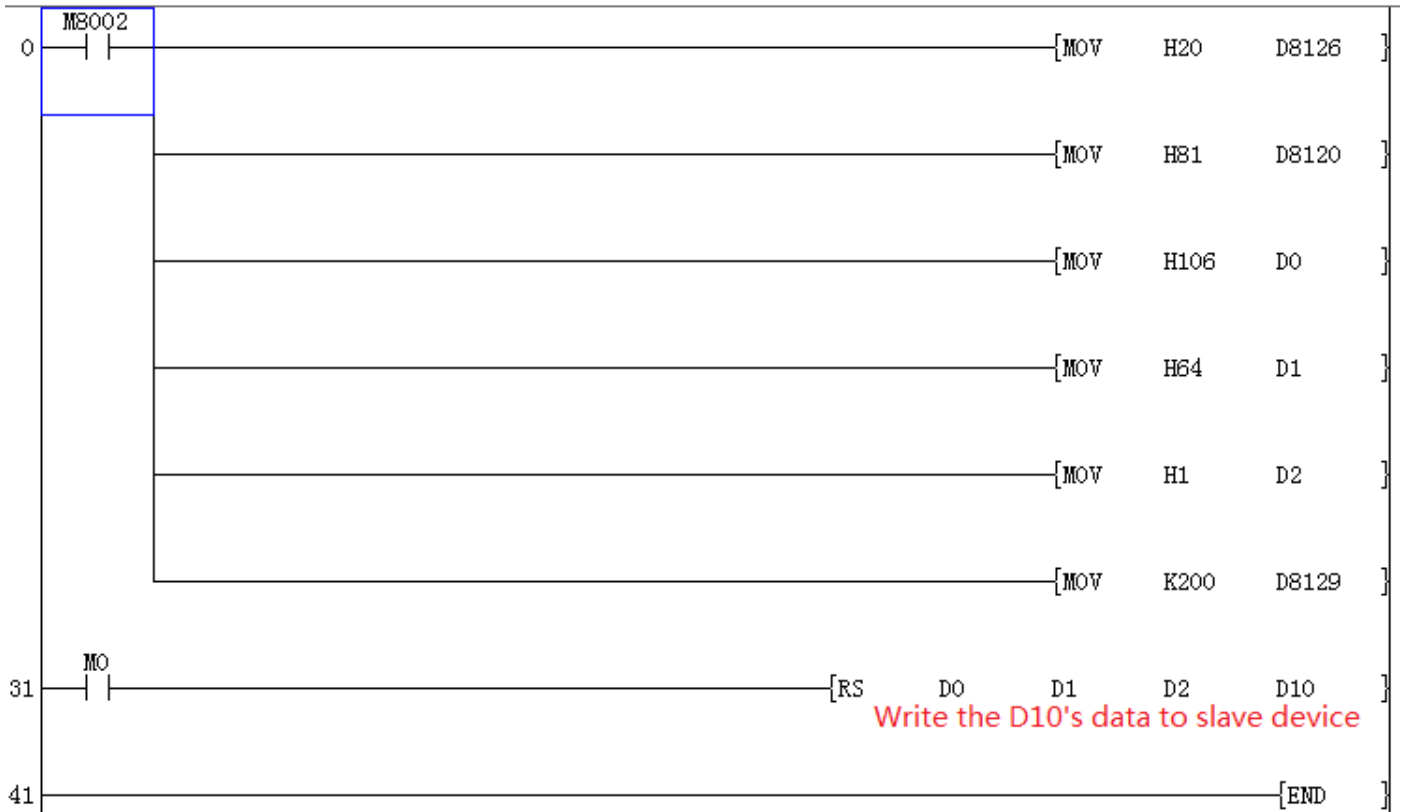 M8002
0 MOV H20 D8126
MOV H81 D8120
MOV H106 D0
MOV H64 D1
MOV H1 D2
MOV K200 D8129
M0
31 RS D0 D1 D2 D10
Write the D10's data to slave device
41 END